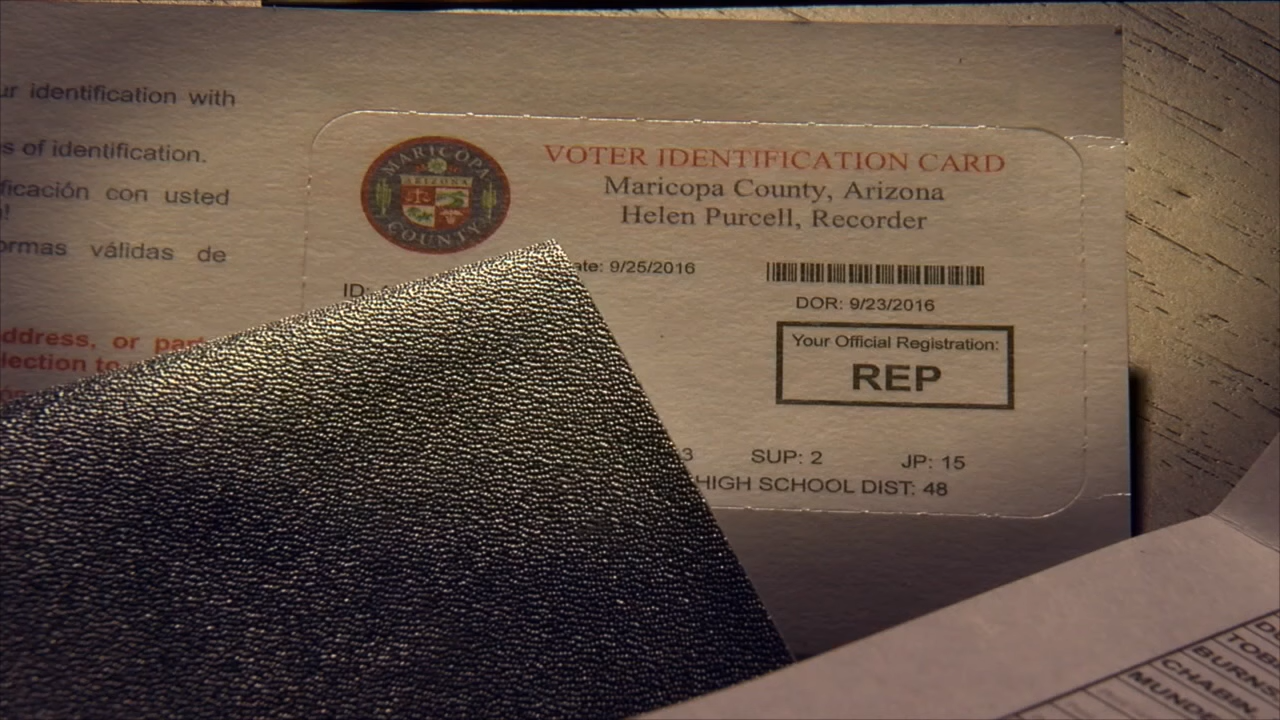 ur identification with
s of identification.
ficación con usted
o!
ormas válidas de
ddress, or par
lection to
MARICOPA
ARIZONA
COUNTY
VOTER IDENTIFICATION CARD
Maricopa County, Arizona
Helen Purcell, Recorder
ate: 9/25/2016
ID:
DOR: 9/23/2016
Your Official Registration:
REP
3 SUP: 2 JP: 15
HIGH SCHOOL DIST: 48
TOB
BURNS
CHABIN,
MUND